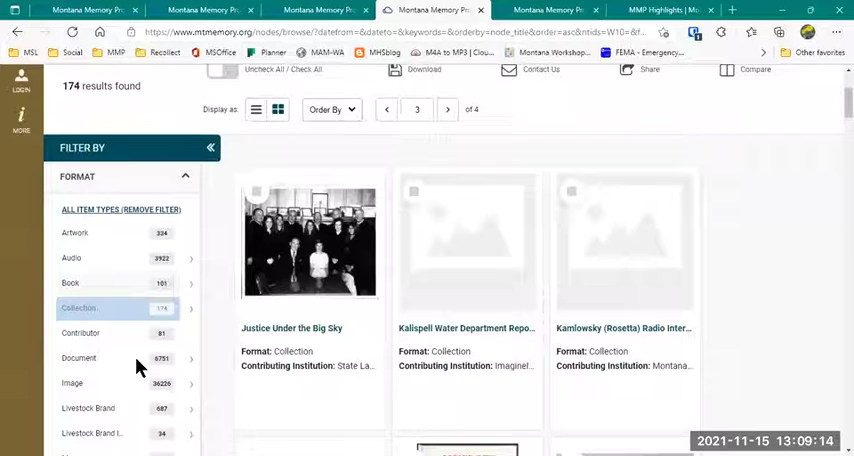 Montana Memory Pro
Montana Memory Pro
Montana Memory Pro
Montana Memory Pro
Montana Memory Pro
MMP Highlights | Mo
https://www.mtmemory.org/nodes/browse/?datefrom=&dateto=&keywords=&orderby=node_title&order=asc&ntids=W10=&f...
MSL
Social
MMP
Recollect
MSOffice
Planner
MAM-WA
MHSblog
M4A to MP3 | Clou...
Montana Workshop...
FEMA - Emergency...
Other favorites
LOGIN
MORE
Uncheck All / Check All
Download
Contact Us
Share
Compare
174 results found
Display as:
Order By
3
of 4
FILTER BY
FORMAT
ALL ITEM TYPES (REMOVE FILTER)
Artwork 334
Audio 3922
Book 101
Collection 174
Contributor 81
Document 6751
Image 36226
Livestock Brand 687
Livestock Brand I... 34
Justice Under the Big Sky
Format: Collection
Contributing Institution: State La...
Kalispell Water Department Repo...
Format: Collection
Contributing Institution: ImagineI...
Kamlowsky (Rosetta) Radio Inter...
Format: Collection
Contributing Institution: Montana...
2021-11-15 13:09:14